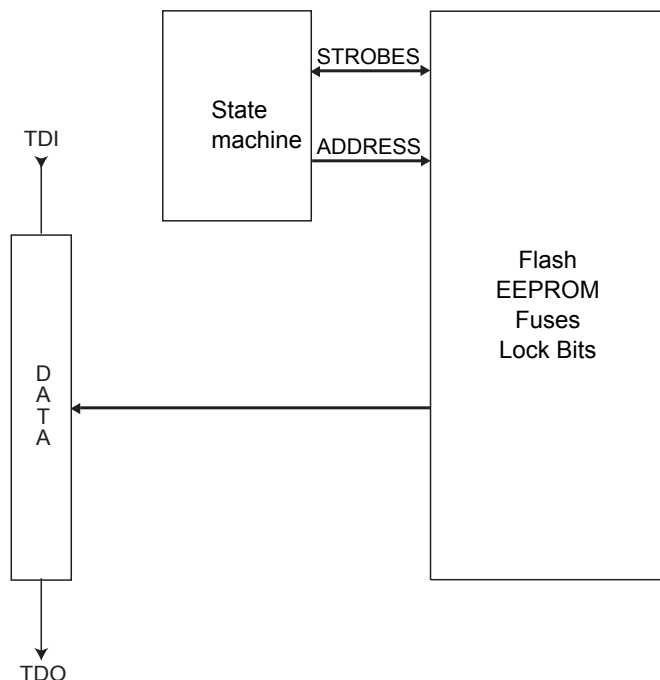 STROBES
State
machine
ADDRESS
TDI
Flash
EEPROM
Fuses
Lock Bits
D
A
T
A
TDO